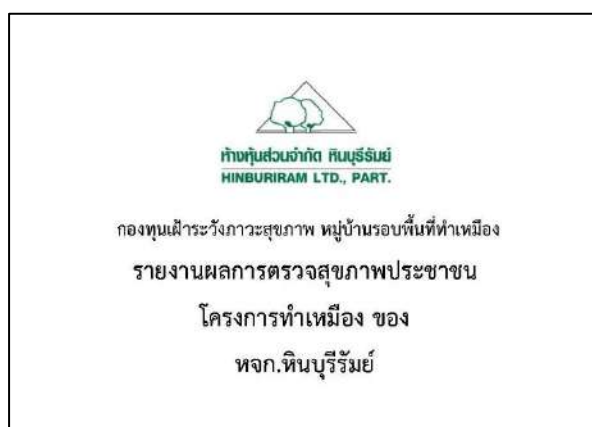 ห้างหุ้นส่วนจำกัด หินบุรีรัมย์
HINBURIRAM LTD., PART.
กองทุนเฝ้าระวังภาวะสุขภาพ หมู่บ้านรอบพื้นที่ทำเหมือง
รายงานผลการตรวจสุขภาพประชาชน
โครงการทำเหมือง ของ
หจก.หินบุรีรัมย์